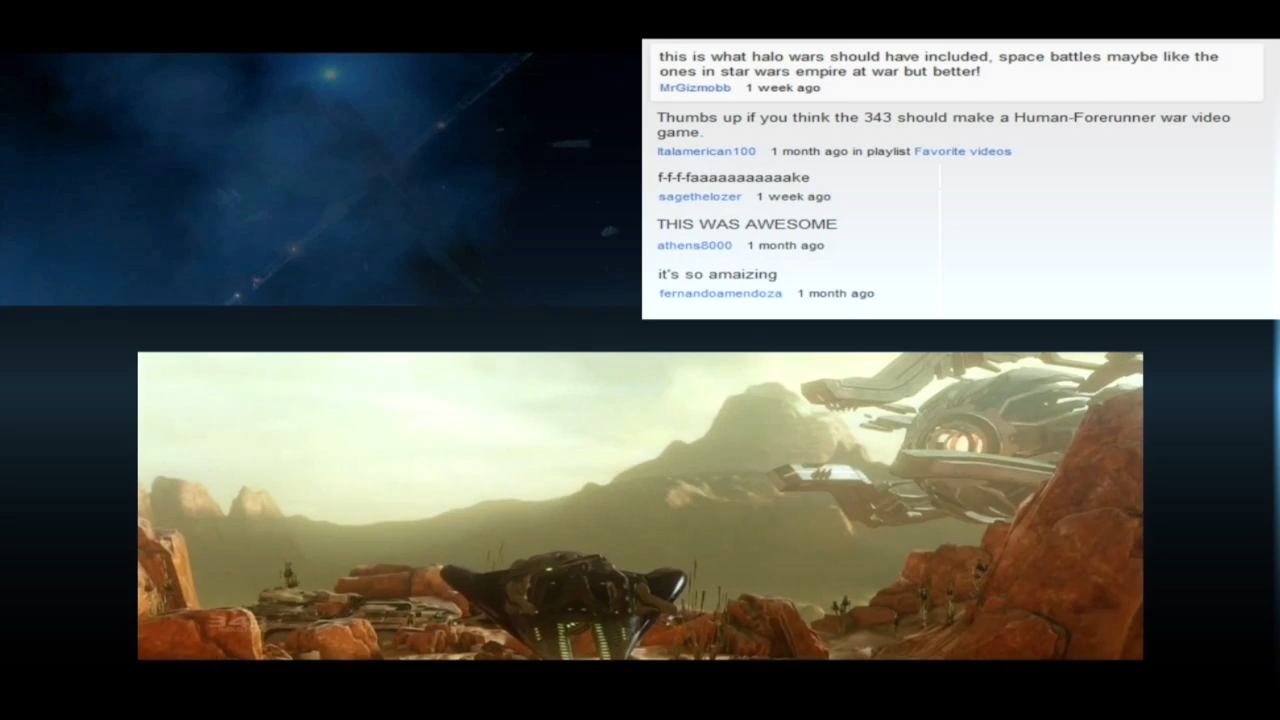 this is what halo wars should have included, space battles maybe like the
ones in star wars empire at war but better!
MrGizmobb 1 week ago
Thumbs up if you think the 343 should make a Human-Forerunner war video
game.
Italamerican100 1 month ago in playlist Favorite videos
f-f-f-faaaaaaaaaaake
sagethelozer 1 week ago
THIS WAS AWESOME
athens8000 1 month ago
it's so amaizing
fernandoamendoza 1 month ago